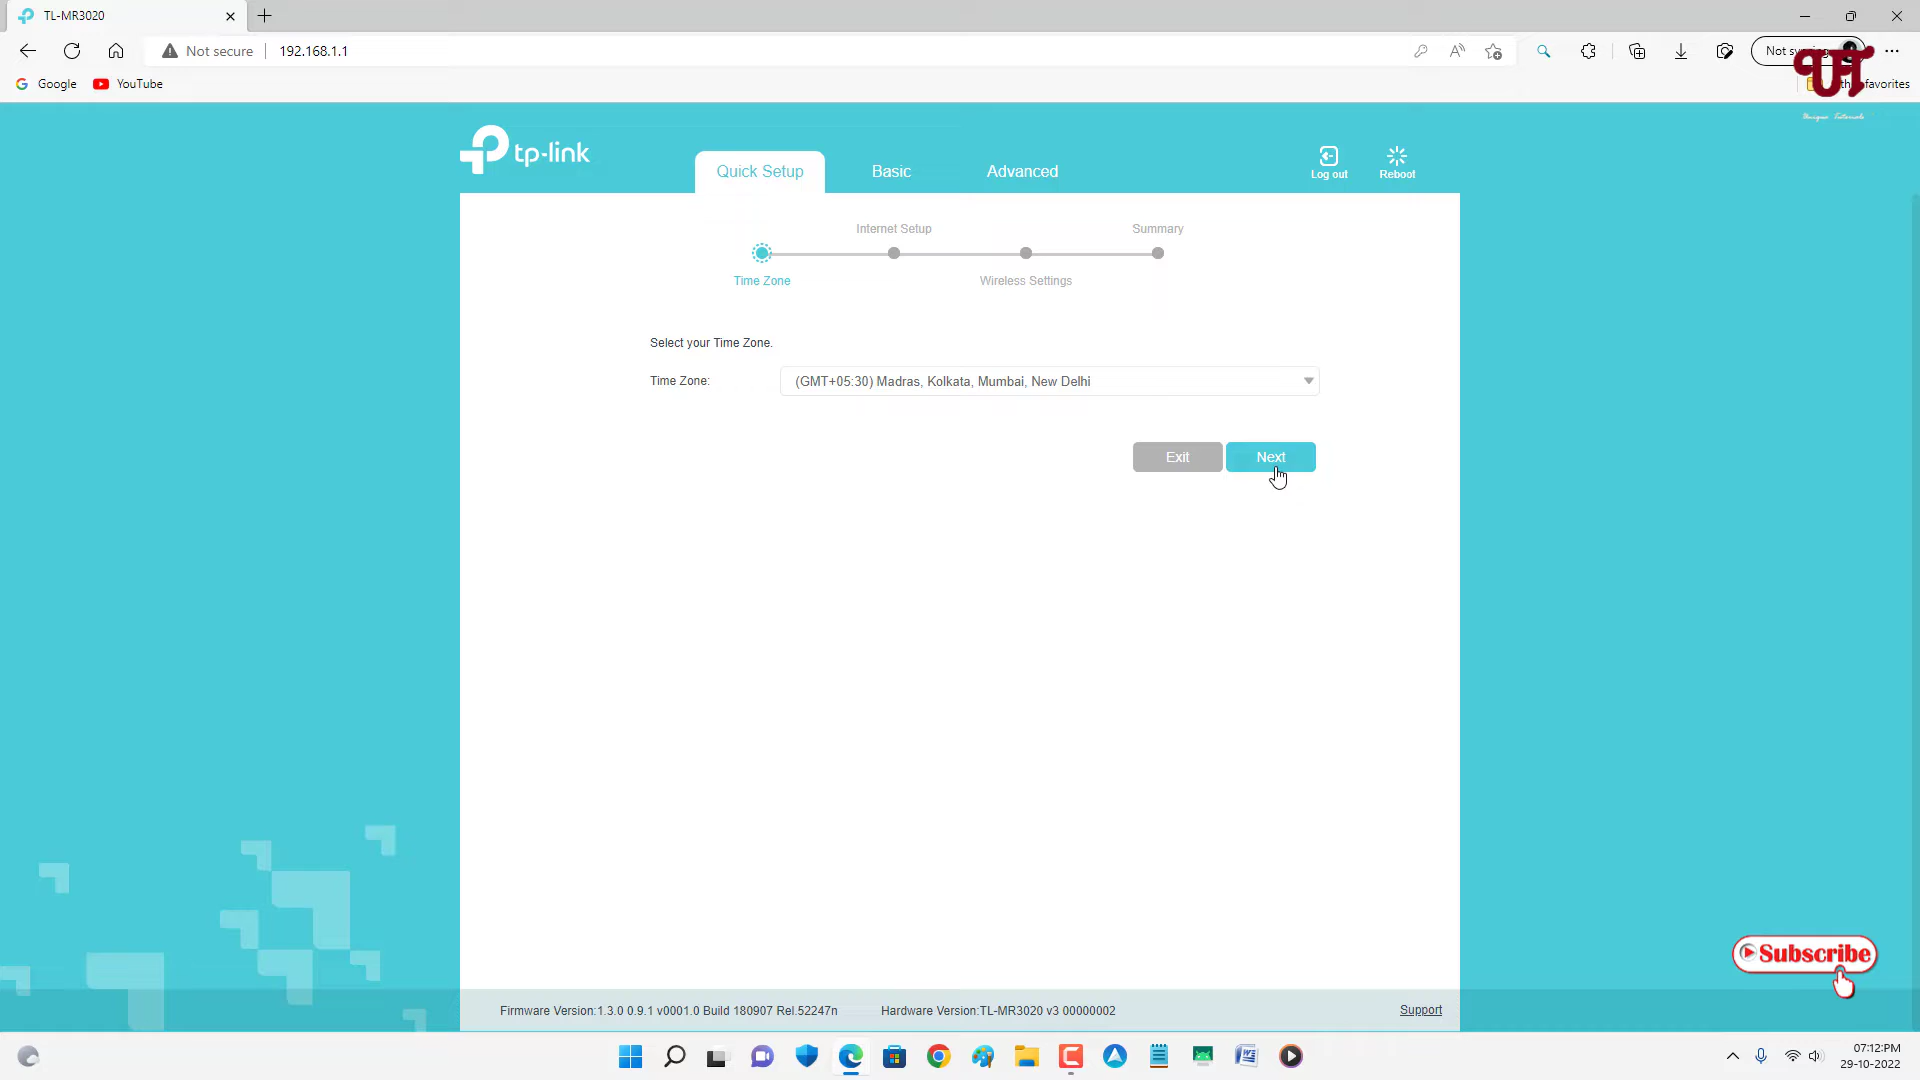 TL-MR3020
Not secure
192.168.1.1
Google
YouTube
UT
Unique Tutorials
tp-link
Quick Setup
Basic
Advanced
Log out
Reboot
Internet Setup
Summary
Time Zone
Wireless Settings
Select your Time Zone.
Time Zone:
(GMT+05:30) Madras, Kolkata, Mumbai, New Delhi
Exit
Next
Subscribe
Firmware Version:1.3.0 0.9.1 v0001.0 Build 180907 Rel.52247n
Hardware Version:TL-MR3020 v3 00000002
Support
07:12:PM
29-10-2022